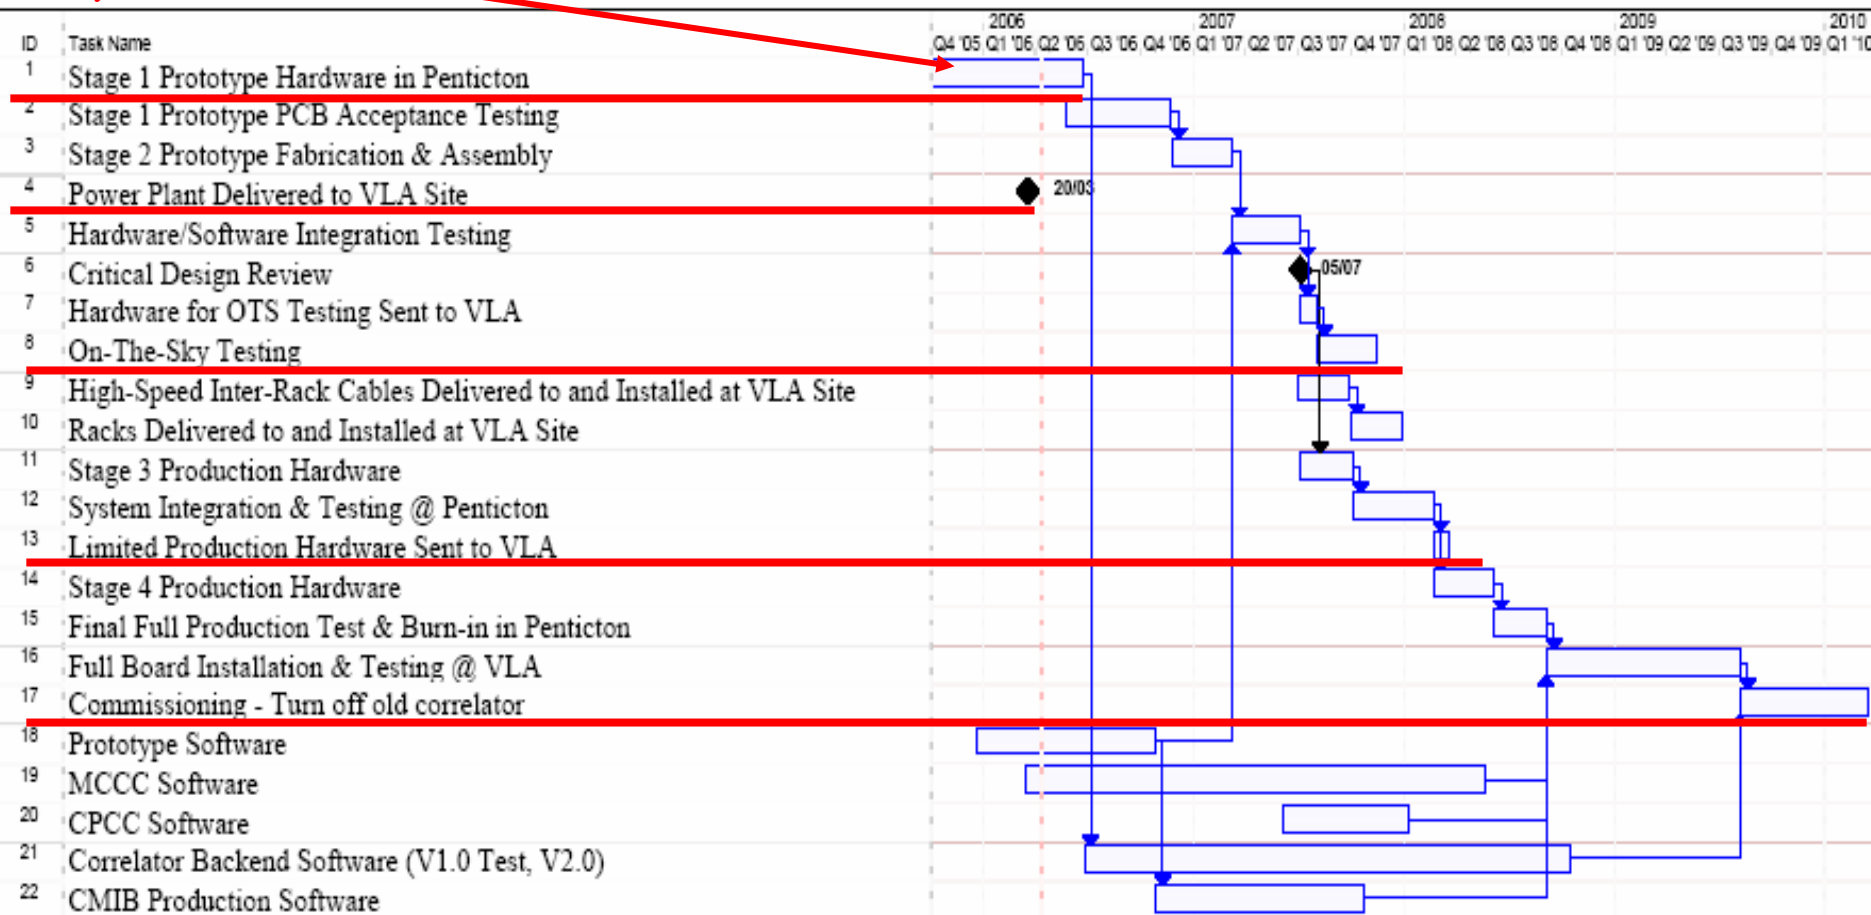 2006 2007 2008 2009 2010
ID Task Name Q4 '05 Q1 '06 Q2 '06 Q3 '06 Q4 '06 Q1 '07 Q2 '07 Q3 '07 Q4 '07 Q1 '08 Q2 '08 Q3 '08 Q4 '08 Q1 '09 Q2 '09 Q3 '09 Q4 '09 Q1 '10
1 Stage 1 Prototype Hardware in Penticton
2 Stage 1 Prototype PCB Acceptance Testing
3 Stage 2 Prototype Fabrication & Assembly
4 Power Plant Delivered to VLA Site 20/03
5 Hardware/Software Integration Testing
6 Critical Design Review 05/07
7 Hardware for OTS Testing Sent to VLA
8 On-The-Sky Testing
9 High-Speed Inter-Rack Cables Delivered to and Installed at VLA Site
10 Racks Delivered to and Installed at VLA Site
11 Stage 3 Production Hardware
12 System Integration & Testing @ Penticton
13 Limited Production Hardware Sent to VLA
14 Stage 4 Production Hardware
15 Final Full Production Test & Burn-in in Penticton
16 Full Board Installation & Testing @ VLA
17 Commissioning - Turn off old correlator
18 Prototype Software
19 MCCC Software
20 CPCC Software
21 Correlator Backend Software (V1.0 Test, V2.0)
22 CMIB Production Software